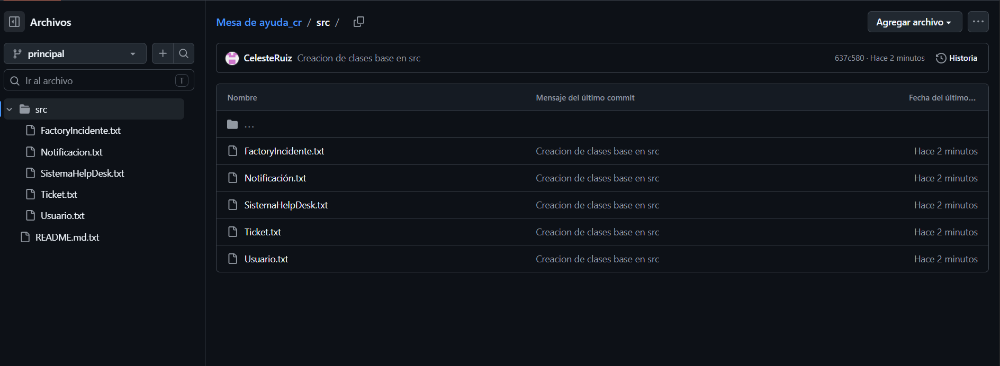 Archivos
principal
Ir al archivo
T
src
FactoryIncidente.txt
Notificacion.txt
SistemaHelpDesk.txt
Ticket.txt
Usuario.txt
README.md.txt
Mesa de ayuda_cr / src /
Agregar archivo
CelesteRuiz Creacion de clases base en src
637c580 · Hace 2 minutos
Historia
Nombre Mensaje del último commit Fecha del último...
...
FactoryIncidente.txt Creacion de clases base en src Hace 2 minutos
Notificación.txt Creacion de clases base en src Hace 2 minutos
SistemaHelpDesk.txt Creacion de clases base en src Hace 2 minutos
Ticket.txt Creacion de clases base en src Hace 2 minutos
Usuario.txt Creacion de clases base en src Hace 2 minutos